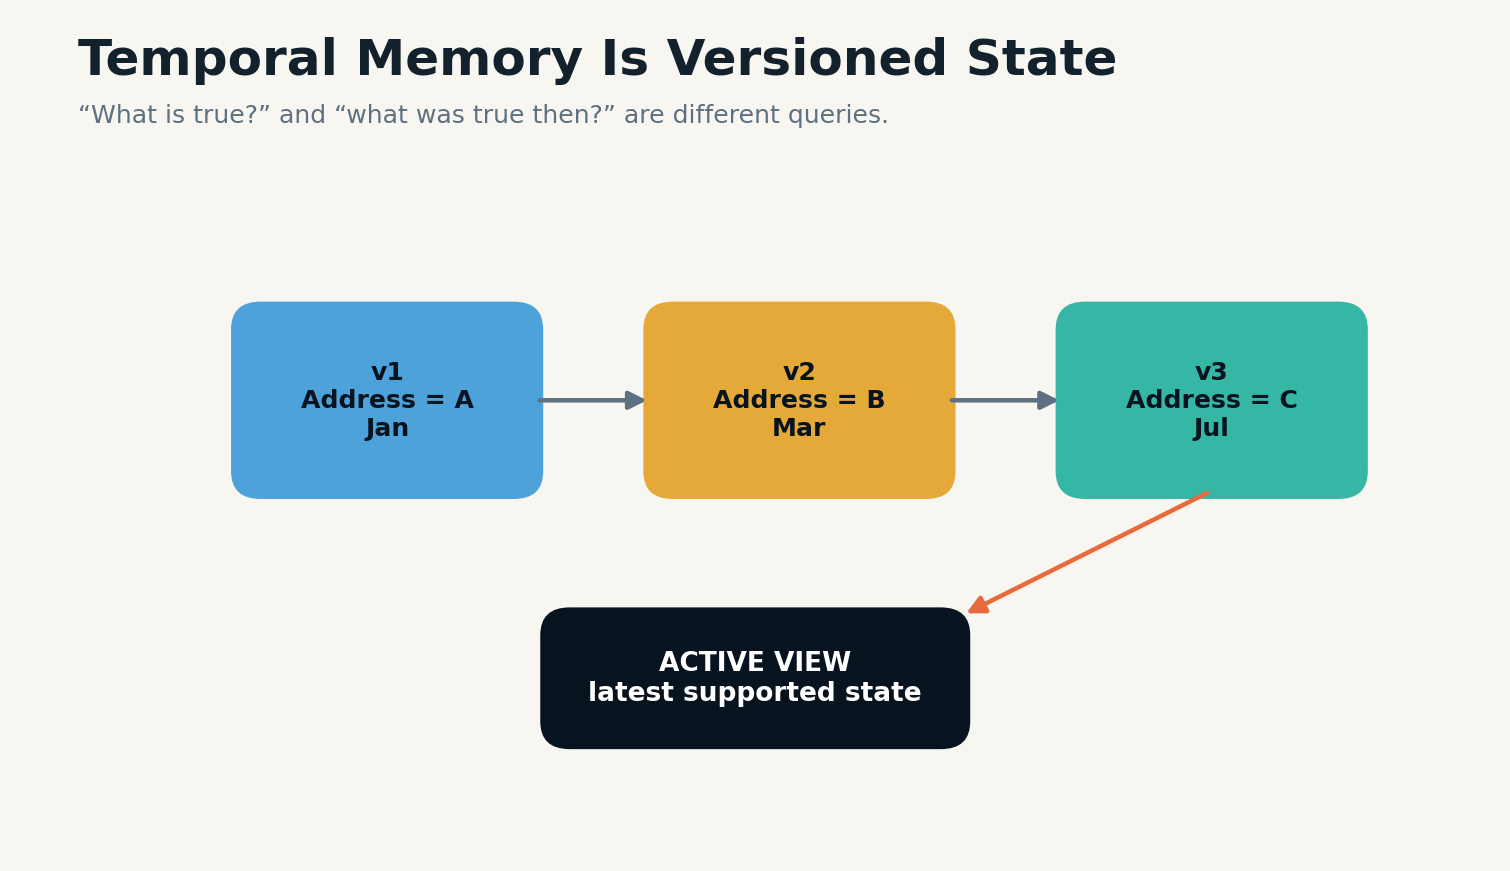 Temporal Memory Is Versioned State
“What is true?” and “what was true then?” are different queries.
v1
Address = A
Jan
v2
Address = B
Mar
v3
Address = C
Jul
ACTIVE VIEW
latest supported state